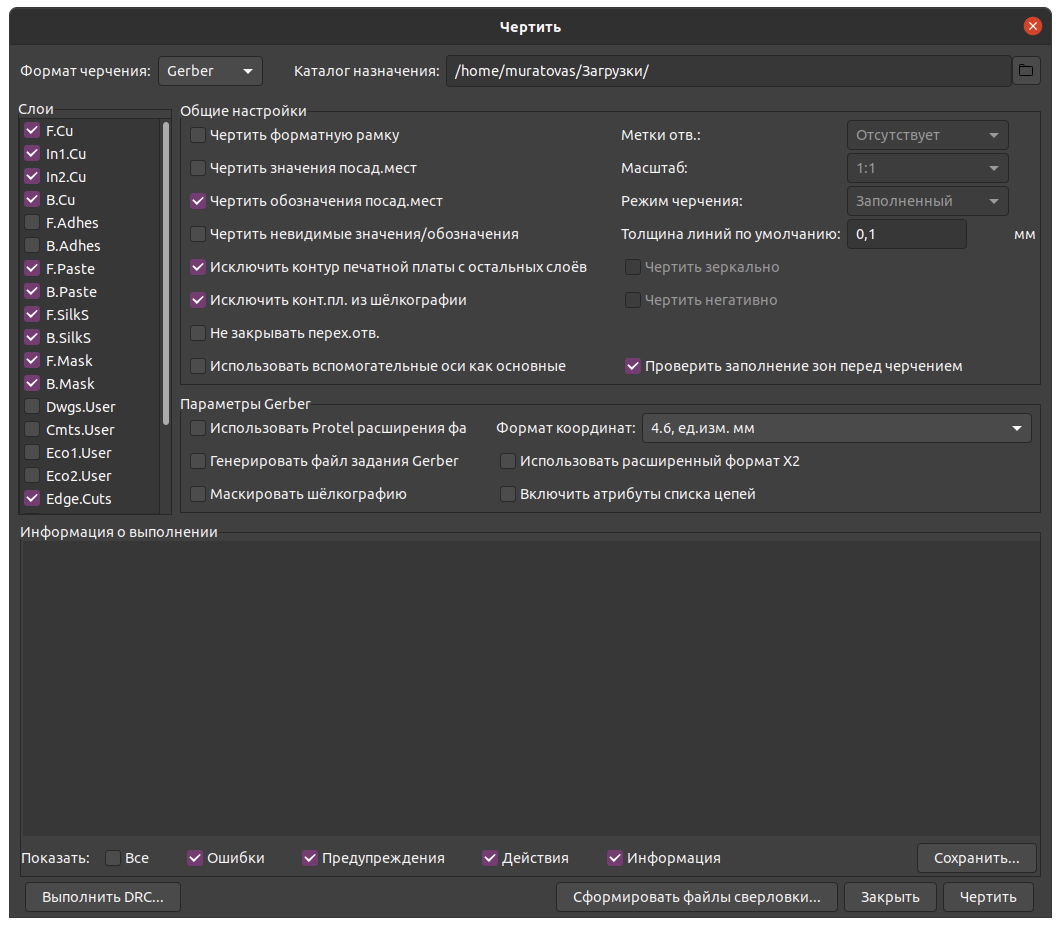 Чертить
Формат черчения: Gerber Каталог назначения: /home/muratovas/Загрузки/
Слои
F.Cu
In1.Cu
In2.Cu
B.Cu
F.Adhes
B.Adhes
F.Paste
B.Paste
F.SilkS
B.SilkS
F.Mask
B.Mask
Dwgs.User
Cmts.User
Eco1.User
Eco2.User
Edge.Cuts
Общие настройки
Чертить форматную рамку Метки отв.: Отсутствует
Чертить значения посад.мест Масштаб: 1:1
Чертить обозначения посад.мест Режим черчения: Заполненный
Чертить невидимые значения/обозначения Толщина линий по умолчанию: 0,1 мм
Исключить контур печатной платы с остальных слоёв Чертить зеркально
Исключить конт.пл. из шёлкографии Чертить негативно
Не закрывать перех.отв.
Использовать вспомогательные оси как основные Проверить заполнение зон перед черчением
Параметры Gerber
Использовать Protel расширения фа Формат координат: 4.6, ед.изм. мм
Генерировать файл задания Gerber Использовать расширенный формат X2
Маскировать шёлкографию Включить атрибуты списка цепей
Информация о выполнении
Показать: Все Ошибки Предупреждения Действия Информация Сохранить...
Выполнить DRC... Сформировать файлы сверловки... Закрыть Чертить